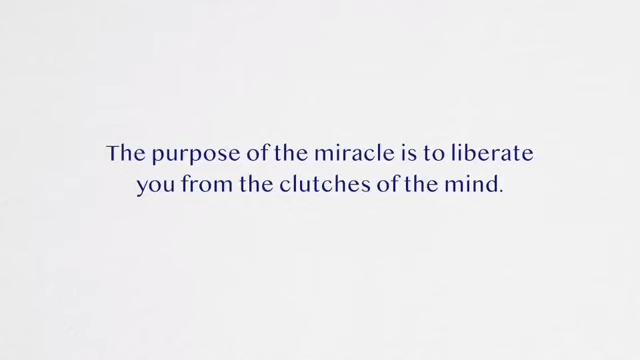 The purpose of the miracle is to liberate
you from the clutches of the mind.